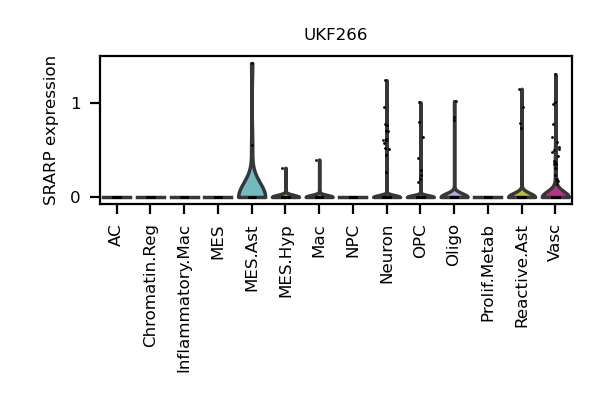 UKF266
SRARP expression
1
0
AC
Chromatin.Reg
Inflammatory.Mac
MES
MES.Ast
MES.Hyp
Mac
NPC
Neuron
OPC
Oligo
Prolif.Metab
Reactive.Ast
Vasc